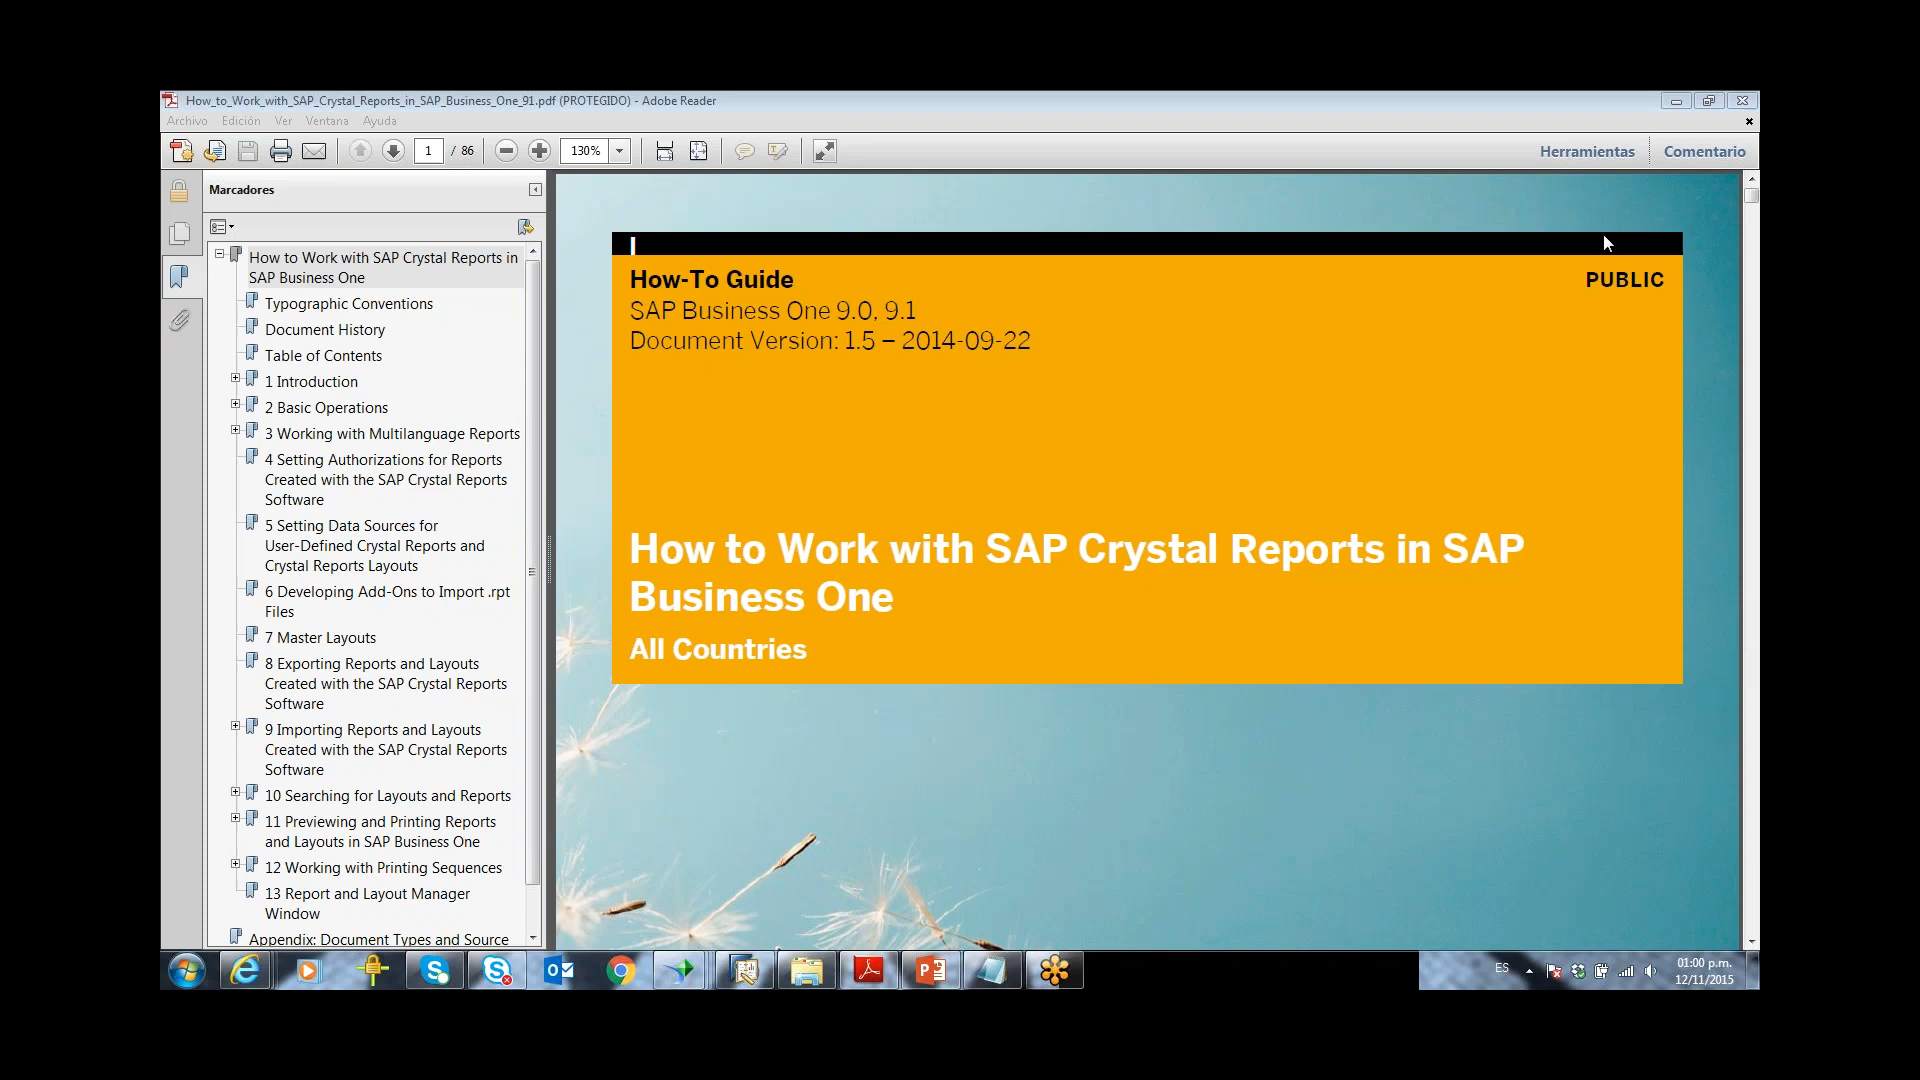 How_to_Work_with_SAP_Crystal_Reports_in_SAP_Business_One_91.pdf (PROTEGIDO) - Adobe Reader
Archivo Edición Ver Ventana Ayuda
1 / 86 130% Herramientas Comentario
Marcadores
How to Work with SAP Crystal Reports in
SAP Business One
Typographic Conventions
Document History
Table of Contents
1 Introduction
2 Basic Operations
3 Working with Multilanguage Reports
4 Setting Authorizations for Reports
Created with the SAP Crystal Reports
Software
5 Setting Data Sources for
User-Defined Crystal Reports and
Crystal Reports Layouts
6 Developing Add-Ons to Import .rpt
Files
7 Master Layouts
8 Exporting Reports and Layouts
Created with the SAP Crystal Reports
Software
9 Importing Reports and Layouts
Created with the SAP Crystal Reports
Software
10 Searching for Layouts and Reports
11 Previewing and Printing Reports
and Layouts in SAP Business One
12 Working with Printing Sequences
13 Report and Layout Manager
Window
Appendix: Document Types and Source
How-To Guide
PUBLIC
SAP Business One 9.0, 9.1
Document Version: 1.5 – 2014-09-22
How to Work with SAP Crystal Reports in SAP
Business One
All Countries
ES
01:00 p.m.
12/11/2015